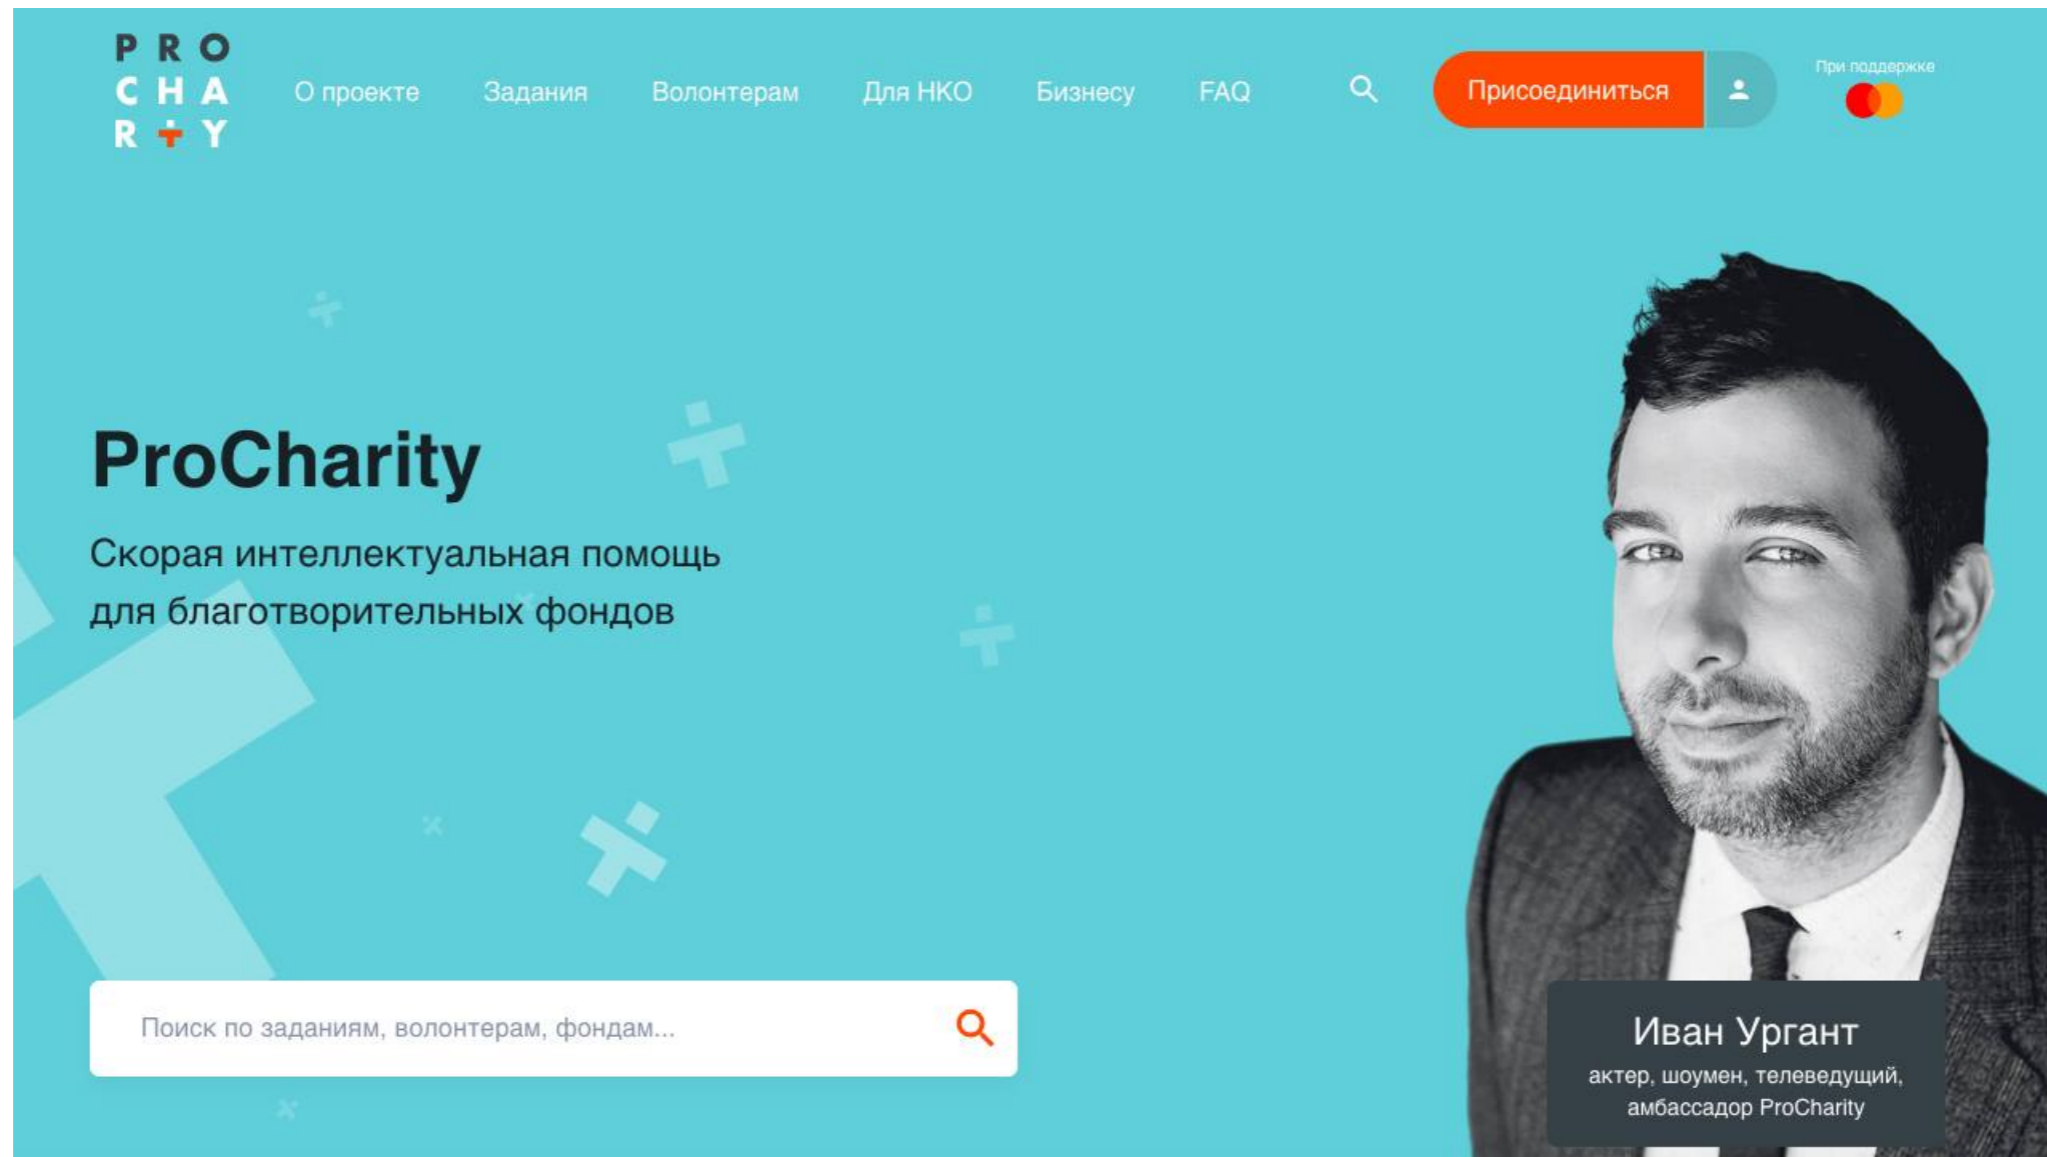 PRO
CHA
RITY
О проекте
Задания
Волонтерам
Для НКО
Бизнесу
FAQ
Присоединиться
При поддержке
ProCharity
Скорая интеллектуальная помощь
для благотворительных фондов
Поиск по заданиям, волонтерам, фондам...
Иван Ургант
актер, шоумен, телеведущий,
амбассадор ProCharity